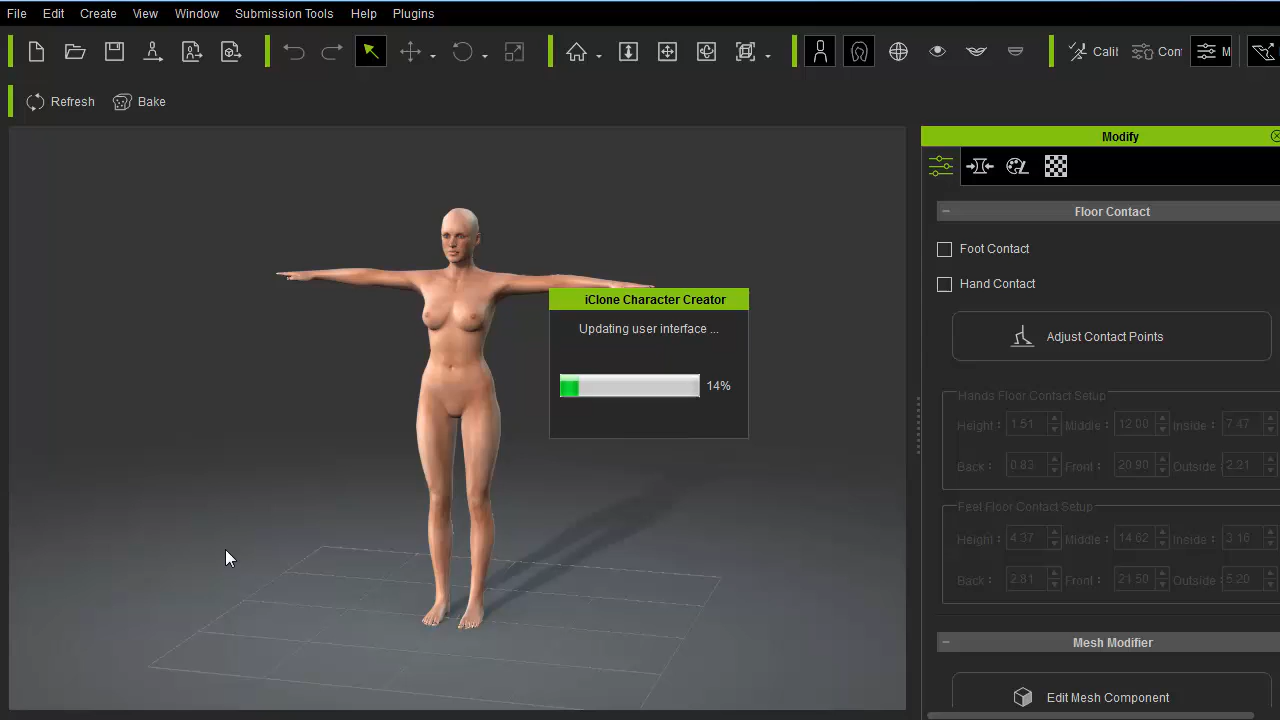 File Edit Create View Window Submission Tools Help Plugins
Calit Con M
Refresh Bake
Modify
Floor Contact
Foot Contact
Hand Contact
iClone Character Creator
Updating user interface ...
14%
Adjust Contact Points
Hands Floor Contact Setup
Height : 1.51 Middle : 12.00 Inside : 7.47
Back : 0.83 Front : 20.90 Outside : 2.21
Feet Floor Contact Setup
Height : 4.37 Middle : 14.62 Inside : 3.16
Back : 2.81 Front : 21.50 Outside : 5.20
Mesh Modifier
Edit Mesh Component